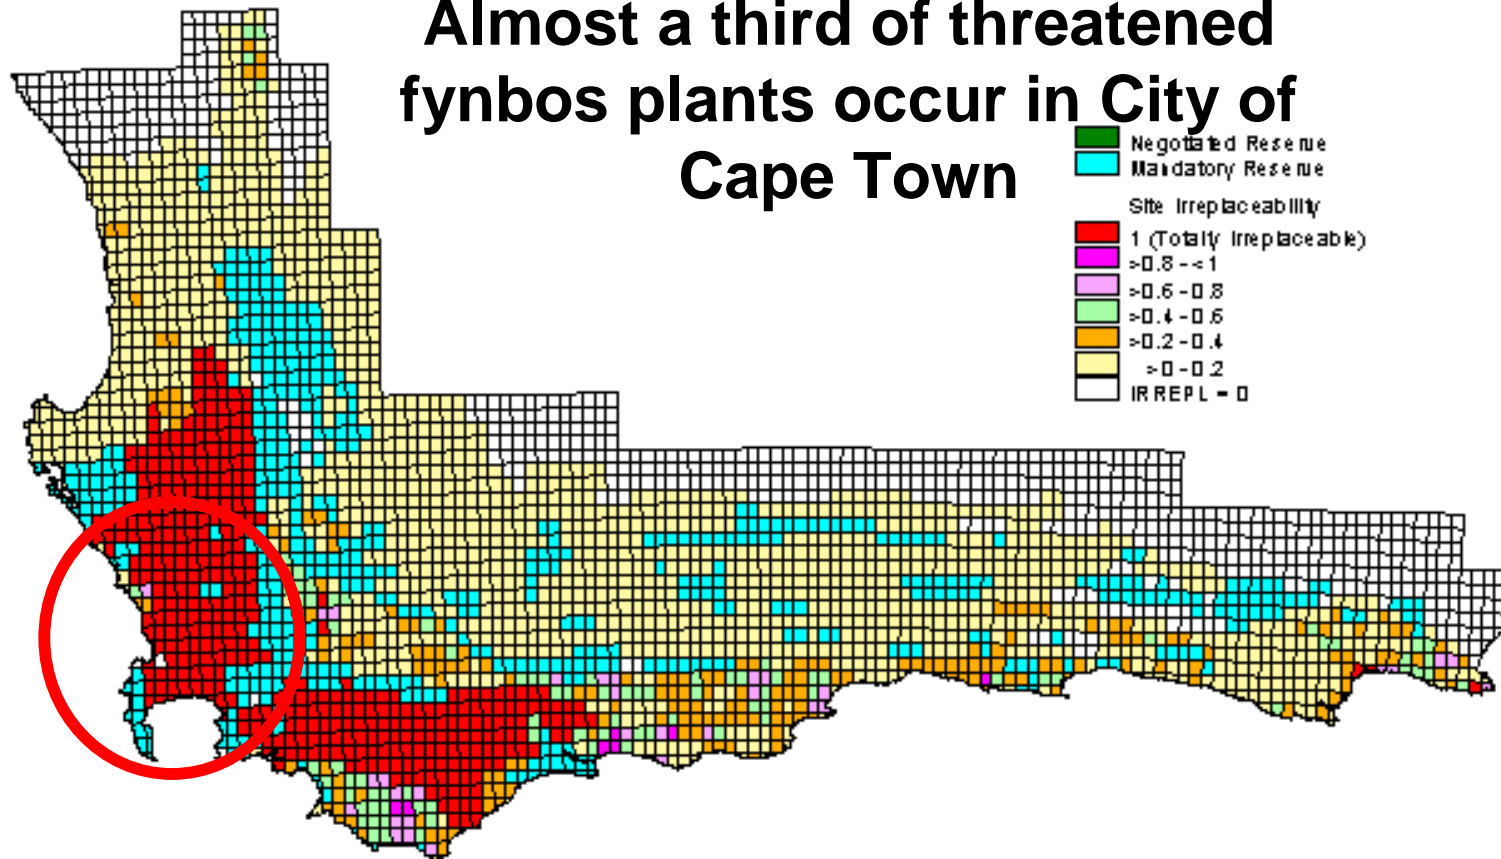 Almost a third of threatened
fynbos plants occur in City of
Cape Town
Negotiated Reserve
Mandatory Reserve
Site Irreplaceability
1 (Totally Irreplaceable)
>0.8 - <1
>0.6 - 0.8
>0.4 - 0.6
>0.2 - 0.4
>0 - 0.2
IRREPL = 0